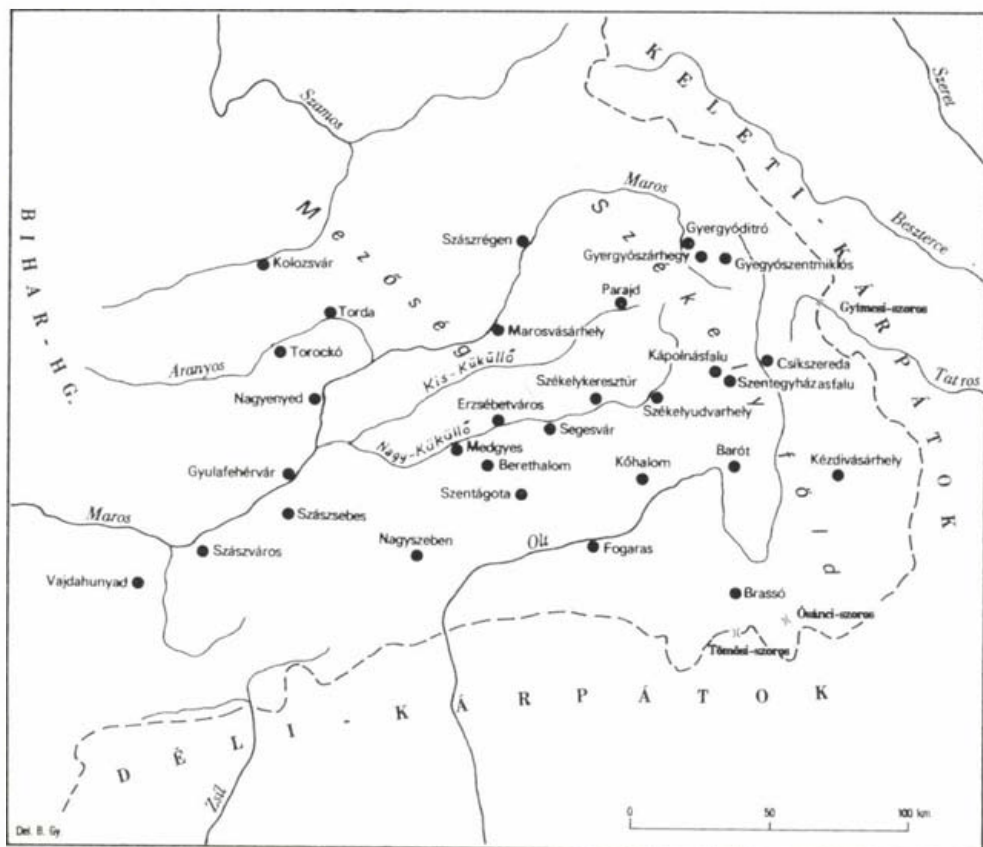 KELETI-KÁRPÁTOK
Szeret
Szamos
BIHAR-HG.
Mezőség
Maros
Székelyföld
Beszterce
Gyergyóditró
Szászrégen
Gyergyószárhegy
Gyegyószentmiklós
Kolozsvár
Parajd
Gyimesi-szoros
Torda
Marosvásárhely
Torockó
Aranyos
Kis-Küküllő
Kápolnásfalu
Csíkszereda
Szentegyházasfalu
Tatros
Nagyenyed
Székelykeresztúr
Erzsébetváros
Székelyudvarhely
Segesvár
Nagy-Küküllő
Medgyes
Berethalom
Kőhalom
Barót
Kézdivásárhely
Gyulafehérvár
Szentágota
Maros
Szászsebes
Szászváros
Nagyszeben
Olt
Fogaras
Vajdahunyad
Brassó
Ósánci-szoros
Tömösi-szoros
DÉLI-KÁRPÁTOK
Zsil
0 50 100 km.
Del. B. Gy.